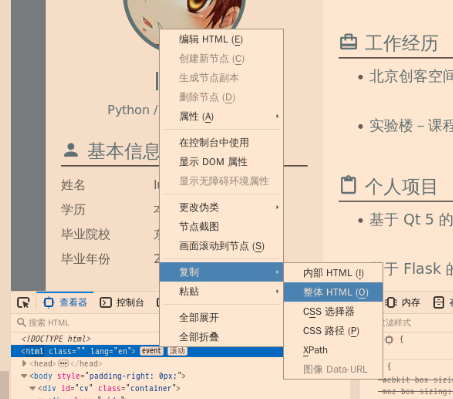 编辑 HTML (E)
创建新节点 (C)
生成节点副本
删除节点 (D)
属性 (A)
在控制台中使用
显示 DOM 属性
显示无障碍环境属性
更改伪类
节点截图
画面滚动到节点 (S)
复制
粘贴
全部展开
全部折叠
内部 HTML (I)
整体 HTML (O)
CSS 选择器
CSS 路径 (P)
XPath
图像 Data-URL
Python /
基本信息
姓名
学历
毕业院校
毕业年份
2
工作经历
北京创客空间
实验楼 – 课程
个人项目
基于 Qt 5 的
于 Flask
查看器
控制台
内存
搜索 HTML
过滤样式
<!DOCTYPE html>
<html class="" lang="en"> event 滚动
<head> ••• </head>
<body style="padding-right: 0px;">
<div id="cv" class="container">
{
{
-webkit-box-sizin
-moz-box-sizing: